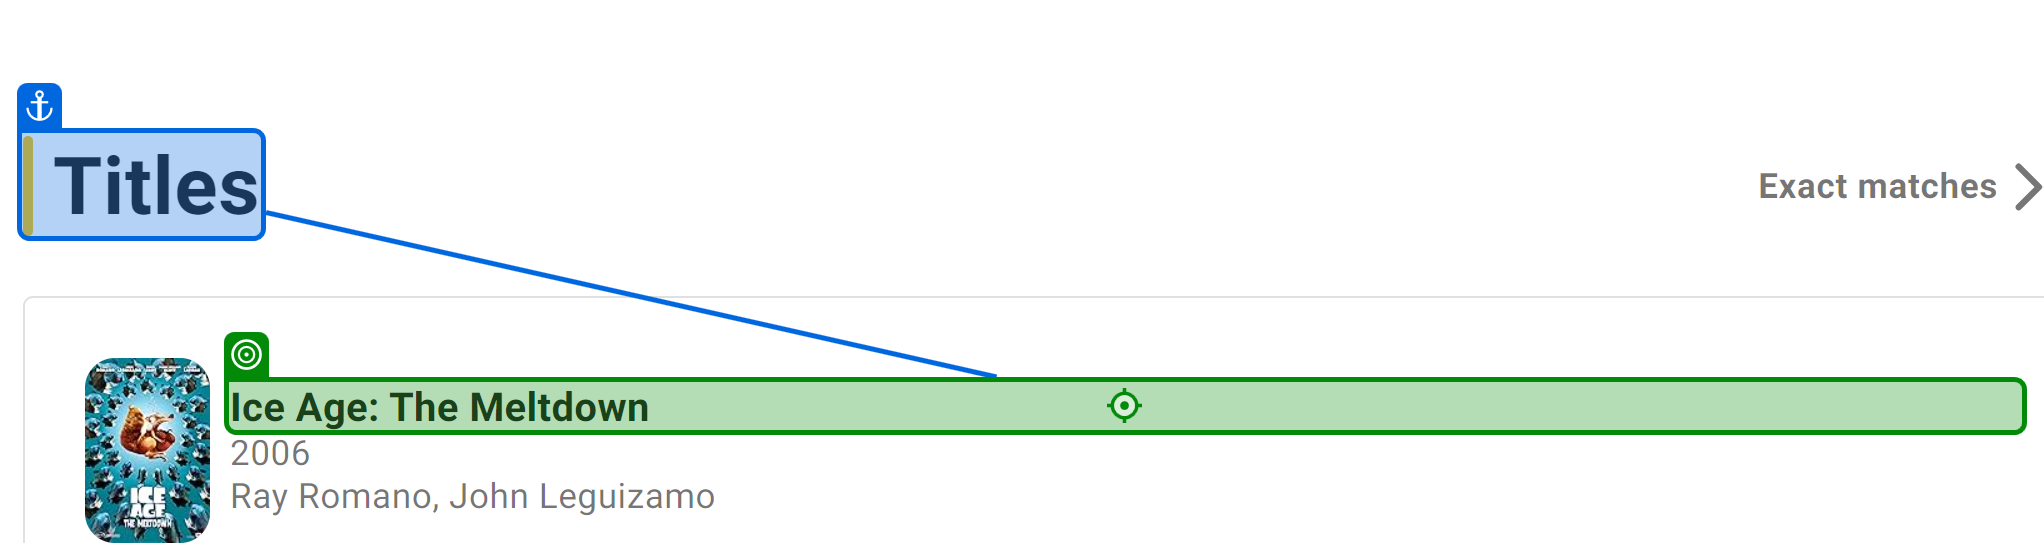 Titles
Exact matches
Ice Age: The Meltdown
2006
Ray Romano, John Leguizamo
ICE
AGE
THE MELTDOWN